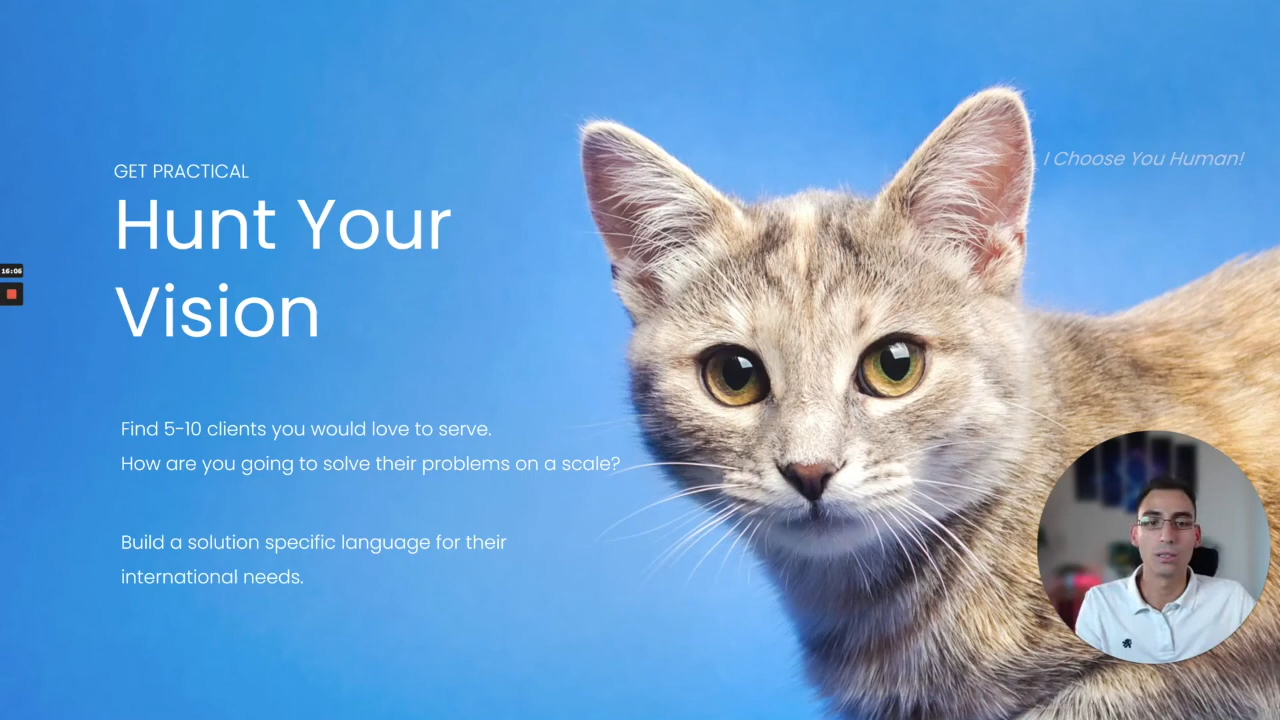 GET PRACTICAL
Hunt Your
Vision
I Choose You Human!
16:06
Find 5-10 clients you would love to serve.
How are you going to solve their problems on a scale?
Build a solution specific language for their
international needs.